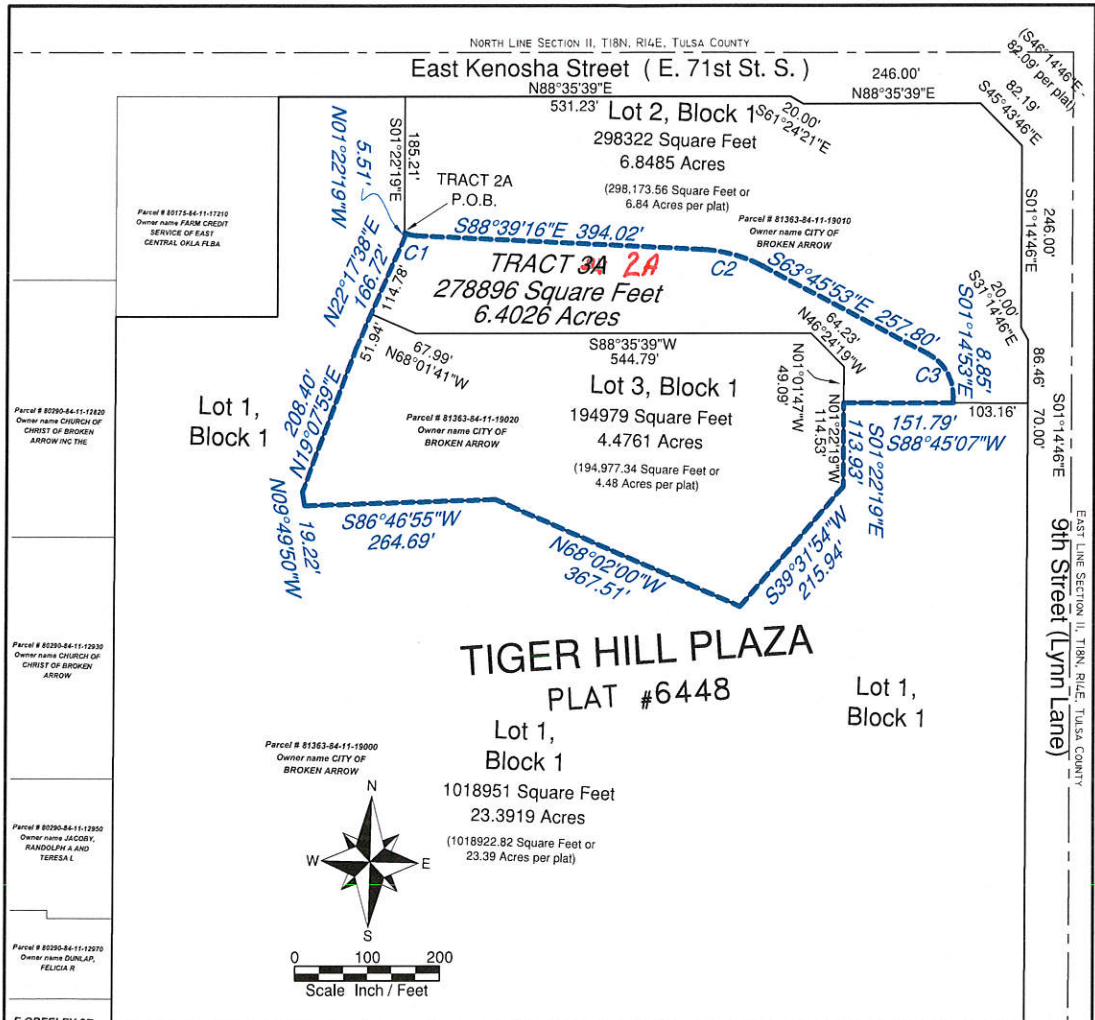 NORTH LINE SECTION 11, T18N, R14E, TULSA COUNTY
East Kenosha Street ( E. 71st St. S. )
N88°35'39"E
531.23'
246.00'
N88°35'39"E
(S46°14'46"E -
82.09' per plat)
82.19'
S45°43'46"E
20.00'
S61°24'21"E
Lot 2, Block 1
298322 Square Feet
6.8485 Acres
(298,173.56 Square Feet or
6.84 Acres per plat)
Parcel # 81363-84-11-19010
Owner name CITY OF
BROKEN ARROW
N01°22'19"W
5.51'
S01°22'19"E
185.21'
TRACT 2A
P.O.B.
Parcel # 80175-84-11-17210
Owner name FARM CREDIT
SERVICE OF EAST
CENTRAL OKLA FLBA
S88°39'16"E 394.02'
C1
C2
TRACT 3A 2A
278896 Square Feet
6.4026 Acres
S63°45'53"E 257.80'
C3
S01°14'46"E
246.00'
20.00'
S31°14'46"E
8.85'
S01°14'53"E
86.46'
N22°17'38"E
166.72'
114.78'
51.94'
67.99'
N68°01'41"W
S88°35'39"W
544.79'
64.23'
N46°24'19"W
N01°01'47"W
49.09'
N01°22'19"W
114.53'
S01°22'19"E
113.93'
151.79'
S88°45'07"W
103.16'
S01°14'46"E
70.00'
Lot 3, Block 1
194979 Square Feet
4.4761 Acres
(194,977.34 Square Feet or
4.48 Acres per plat)
Parcel # 81363-84-11-19020
Owner name CITY OF
BROKEN ARROW
Lot 1,
Block 1
208.40'
N19°07'59"E
Parcel # 80290-84-11-12820
Owner name CHURCH OF
CHRIST OF BROKEN
ARROW INC THE
N09°49'50"W
19.22'
S86°46'55"W
264.69'
N68°02'00"W
367.51'
S39°31'54"W
215.94'
9th Street (Lynn Lane)
EAST LINE SECTION 11, T18N, R14E, TULSA COUNTY
Parcel # 80290-84-11-12930
Owner name CHURCH OF
CHRIST OF BROKEN
ARROW
TIGER HILL PLAZA
PLAT #6448
Lot 1,
Block 1
Lot 1,
Block 1
1018951 Square Feet
23.3919 Acres
(1018922.82 Square Feet or
23.39 Acres per plat)
Parcel # 81363-84-11-19000
Owner name CITY OF
BROKEN ARROW
N
W
E
S
Parcel # 80290-84-11-12950
Owner name JACOBY,
RANDOLPH A AND
TERESA L
Parcel # 80290-84-11-12970
Owner name DUNLAP,
FELICIA R
0 100 200
Scale Inch / Feet